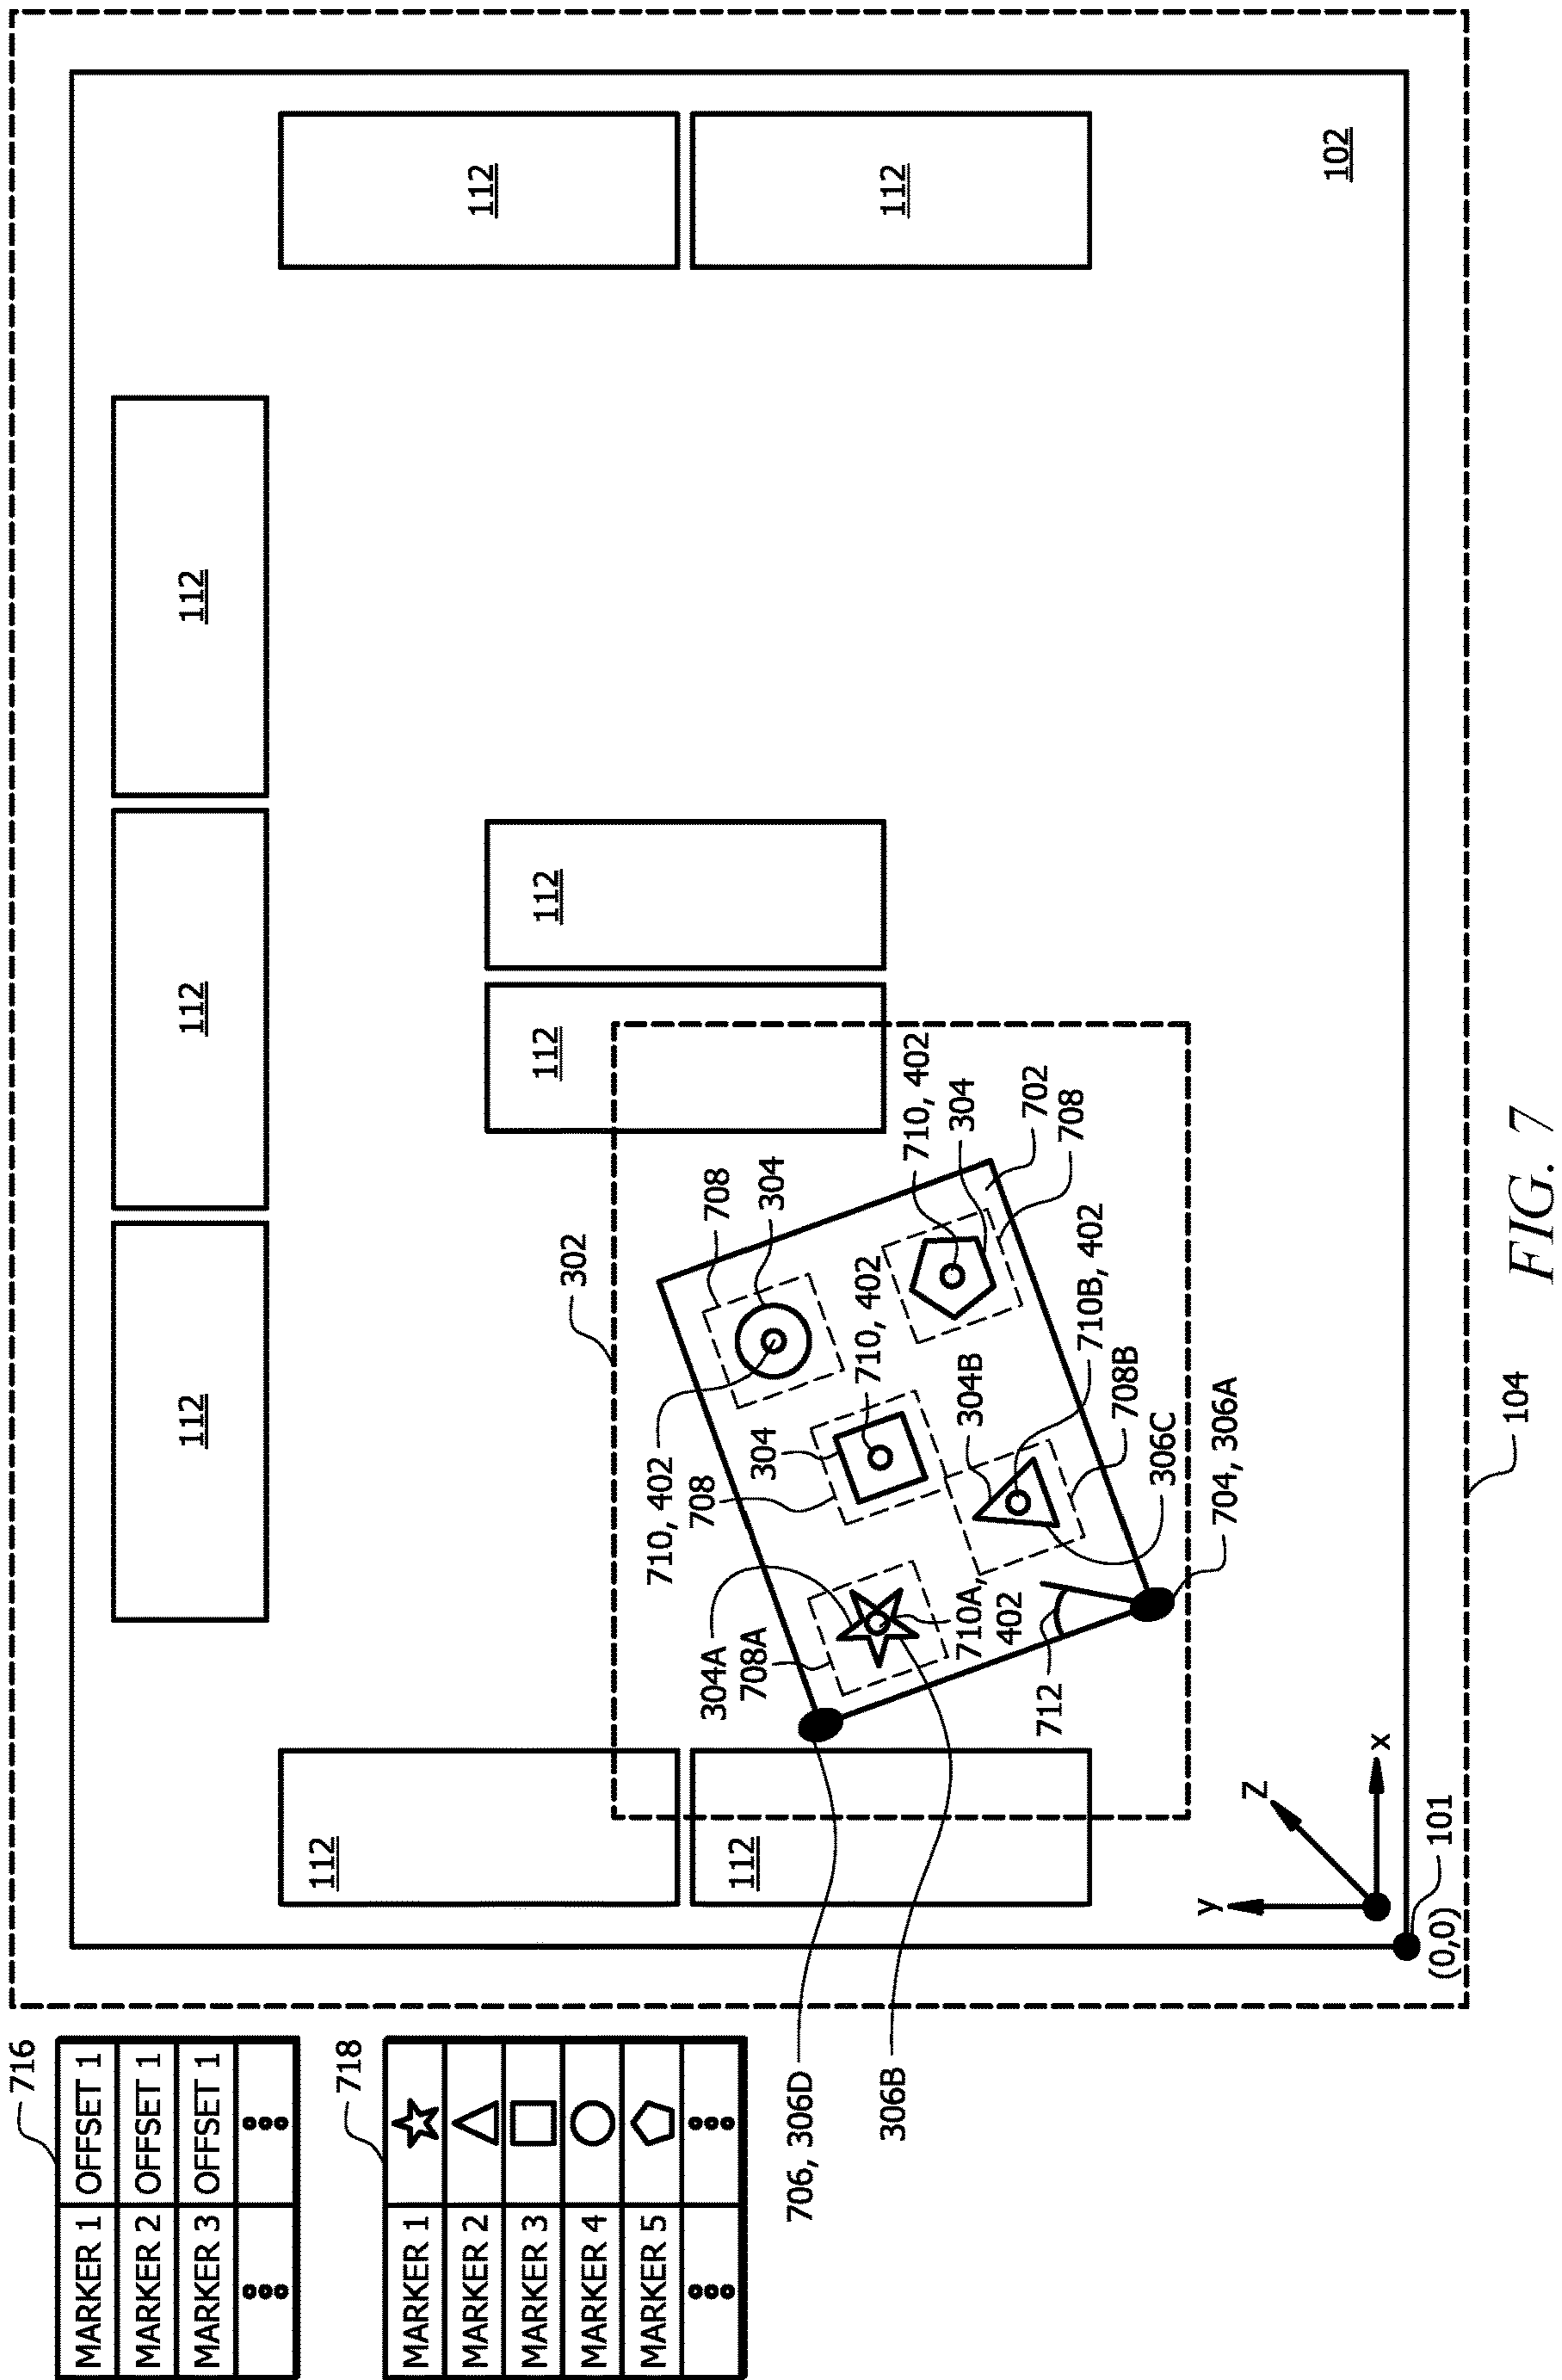 716
MARKER 1 OFFSET 1
MARKER 2 OFFSET 1
MARKER 3 OFFSET 1
718
MARKER 1
MARKER 2
MARKER 3
MARKER 4
MARKER 5
706, 306D
306B
112
112
112
112
112
112
112
112
112
302
710, 402
708
304
708
304
710, 402
710, 402
304
702
708
304A
708A
710A,
402
304B
710B, 402
708B
306C
704, 306A
712
y
Z
x
(0,0)
101
102
104
FIG. 7